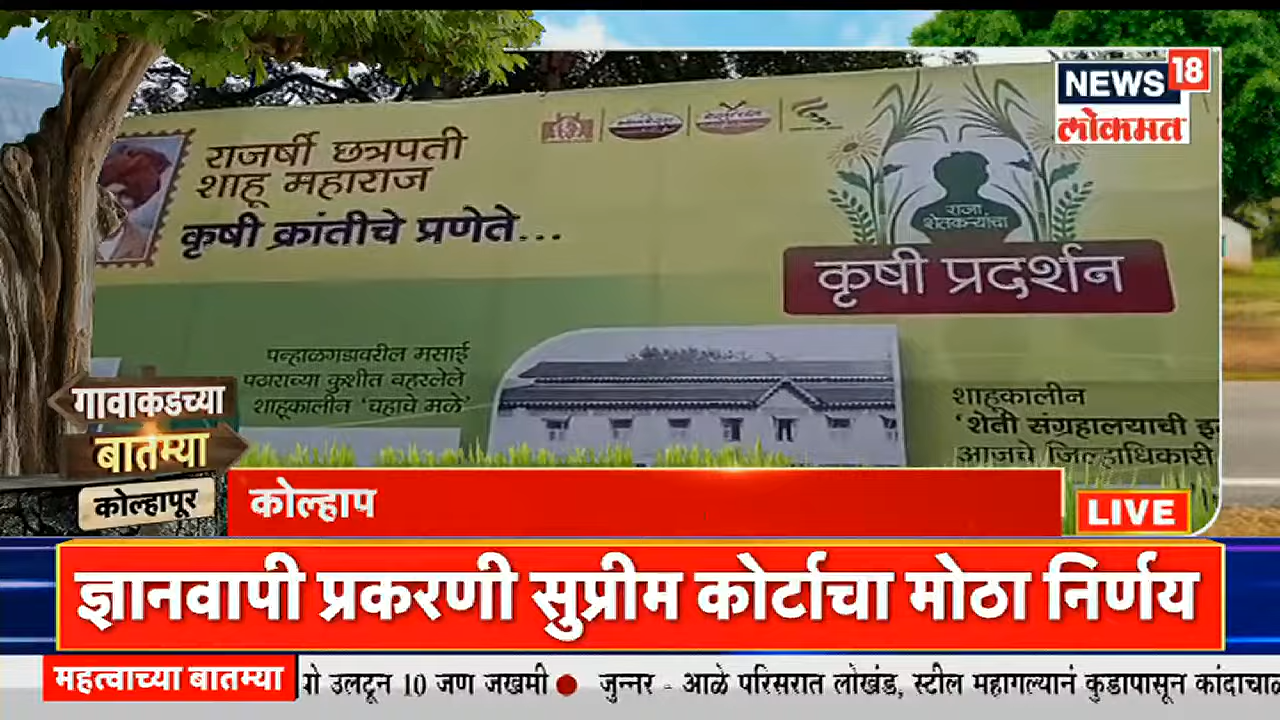 NEWS 18
लोकमत
राजर्षी छत्रपती
शाहू महाराज
कृषी क्रांतीचे प्रणेते...
राजा
शेतकऱ्यांचा
कृषी प्रदर्शन
पन्हाळगडावरील मसाई
पठाराच्या कुशीत बहरलेले
शाहूकालीन 'चहाचे मळे'
शाहूकालीन
'शेती संग्रहालयाची इ
आजचे जिल्हाधिकारी
गावाकडच्या
बातम्या
कोल्हापूर
कोल्हाप
LIVE
ज्ञानवापी प्रकरणी सुप्रीम कोर्टाचा मोठा निर्णय
महत्वाच्या बातम्या
पो उलटून 10 जण जखमी ● जुन्नर - आळे परिसरात लोखंड, स्टील महागल्यानं कुडापासून कांदाचाळ